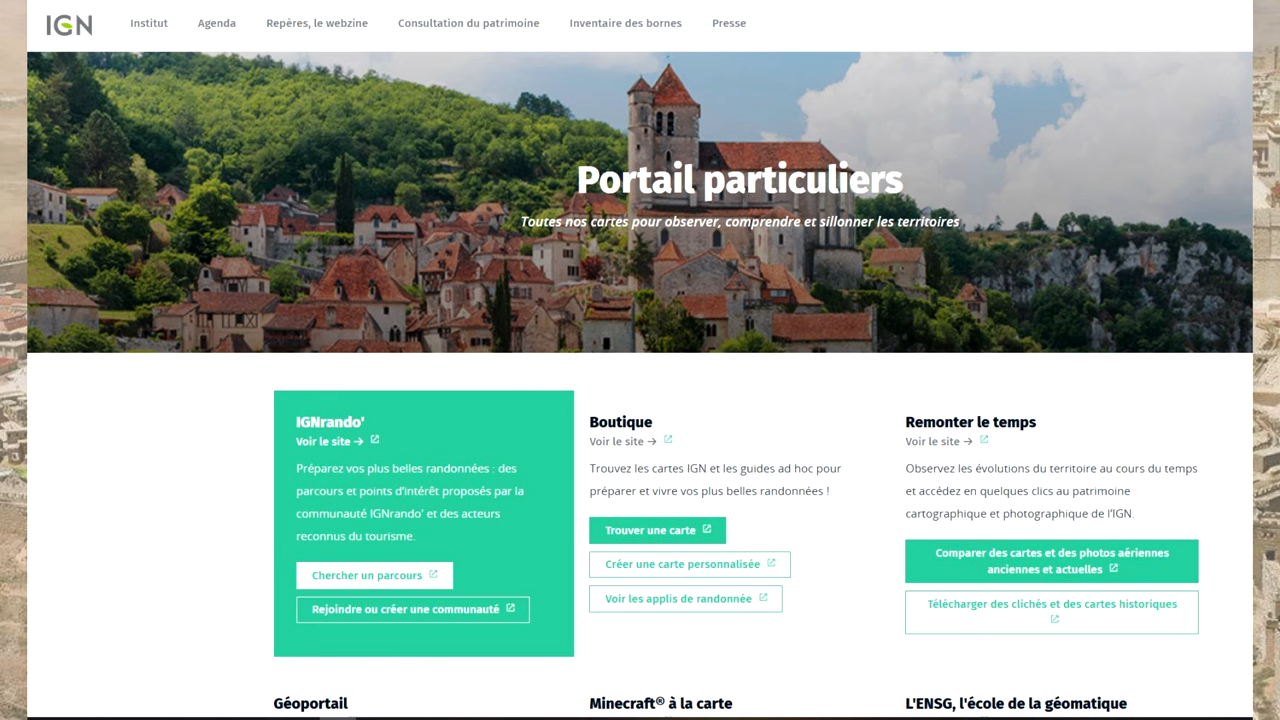 IGN
Institut
Agenda
Repères, le webzine
Consultation du patrimoine
Inventaire des bornes
Presse
Portail particuliers
Toutes nos cartes pour observer, comprendre et sillonner les territoires
IGNrando'
Voir le site →
Préparez vos plus belles randonnées : des
parcours et points d'intérêt proposés par la
communauté IGNrando' et des acteurs
reconnus du tourisme.
Chercher un parcours
Rejoindre ou créer une communauté
Boutique
Voir le site →
Trouvez les cartes IGN et les guides ad hoc pour
préparer et vivre vos plus belles randonnées !
Trouver une carte
Créer une carte personnalisée
Voir les applis de randonnée
Remonter le temps
Voir le site →
Observez les évolutions du territoire au cours du temps
et accédez en quelques clics au patrimoine
cartographique et photographique de l'IGN.
Comparer des cartes et des photos aériennes
anciennes et actuelles
Télécharger des clichés et des cartes historiques
Géoportail
Minecraft® à la carte
L'ENSG, l'école de la géomatique